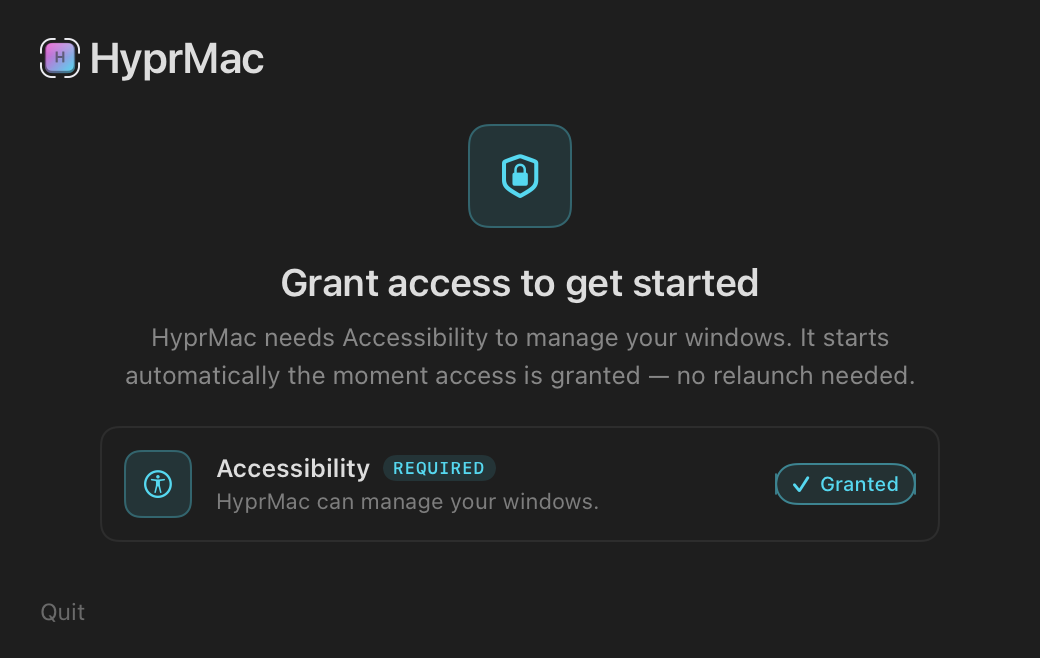 H HyprMac
Grant access to get started
HyprMac needs Accessibility to manage your windows. It starts
automatically the moment access is granted — no relaunch needed.
Accessibility REQUIRED
HyprMac can manage your windows.
Granted
Quit